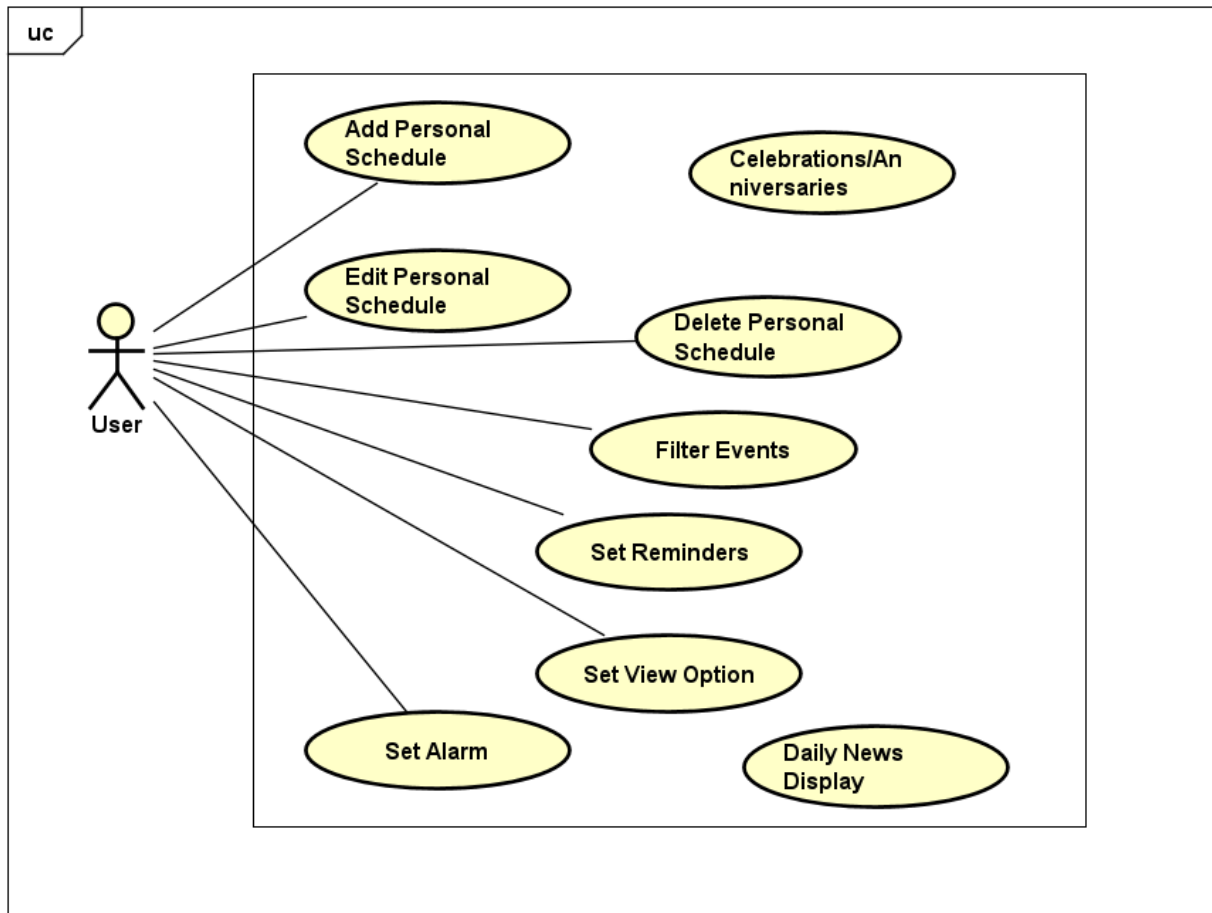 uc
Add Personal
Schedule
Celebrations/An
niversaries
Edit Personal
Schedule
Delete Personal
Schedule
User
Filter Events
Set Reminders
Set View Option
Set Alarm
Daily News
Display